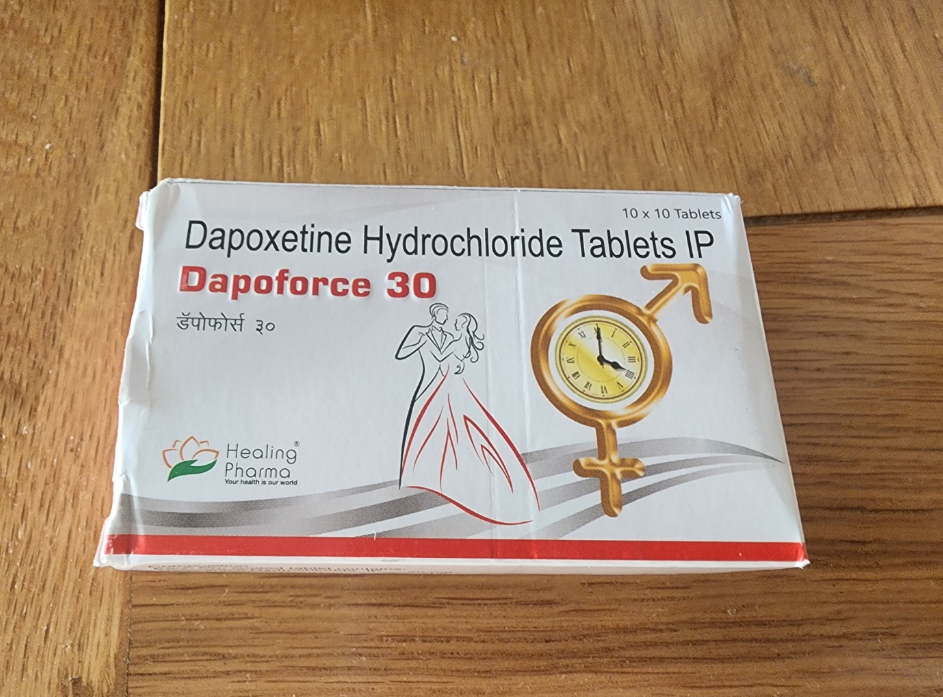 10 x 10 Tablets
Dapoxetine Hydrochloride Tablets IP
Dapoforce 30
डॅपोफोर्स ३०
Healing®
Pharma
Your health is our world